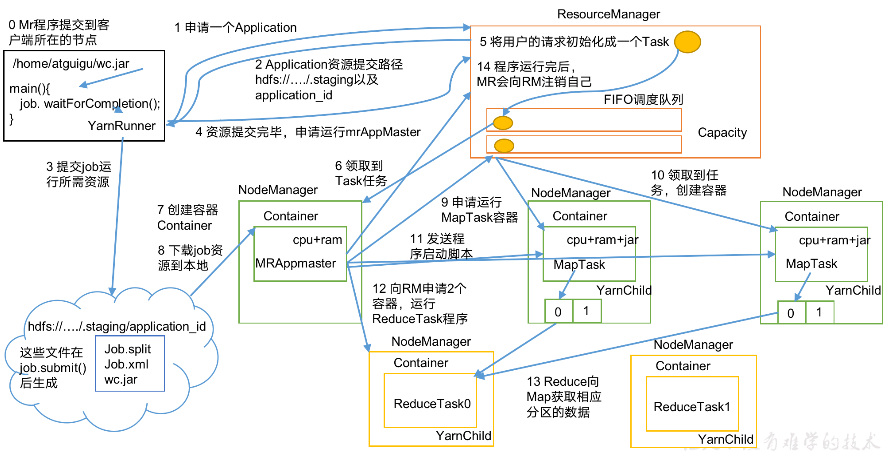 0 Mr程序提交到客
户端所在的节点
/home/atguigu/wc.jar
main(){
job. waitForCompletion();
}
YarnRunner
1 申请一个Application
2 Application资源提交路径
hdfs://…./.staging以及
application_id
4 资源提交完毕，申请运行mrAppMaster
ResourceManager
5 将用户的请求初始化成一个Task
14 程序运行完后，
MR会向RM注销自己
FIFO调度队列
Capacity
3 提交job运
行所需资源
6 领取到
Task任务
7 创建容器
Container
8 下载job资
源到本地
NodeManager
Container
cpu+ram
MRAppmaster
9 申请运行
MapTask容器
10 领取到任
务，创建容器
11 发送程
序启动脚本
NodeManager
Container
cpu+ram+jar
MapTask
YarnChild
0 1
NodeManager
Container
cpu+ram+jar
MapTask
YarnChild
0 1
12 向RM申请2个
容器，运行
ReduceTask程序
hdfs://…./.staging/application_id
这些文件在
job.submit()
后生成
Job.split
Job.xml
wc.jar
NodeManager
Container
ReduceTask0
YarnChild
13 Reduce向
Map获取相应
分区的数据
NodeManager
Container
ReduceTask1
YarnChild
有难学的技术